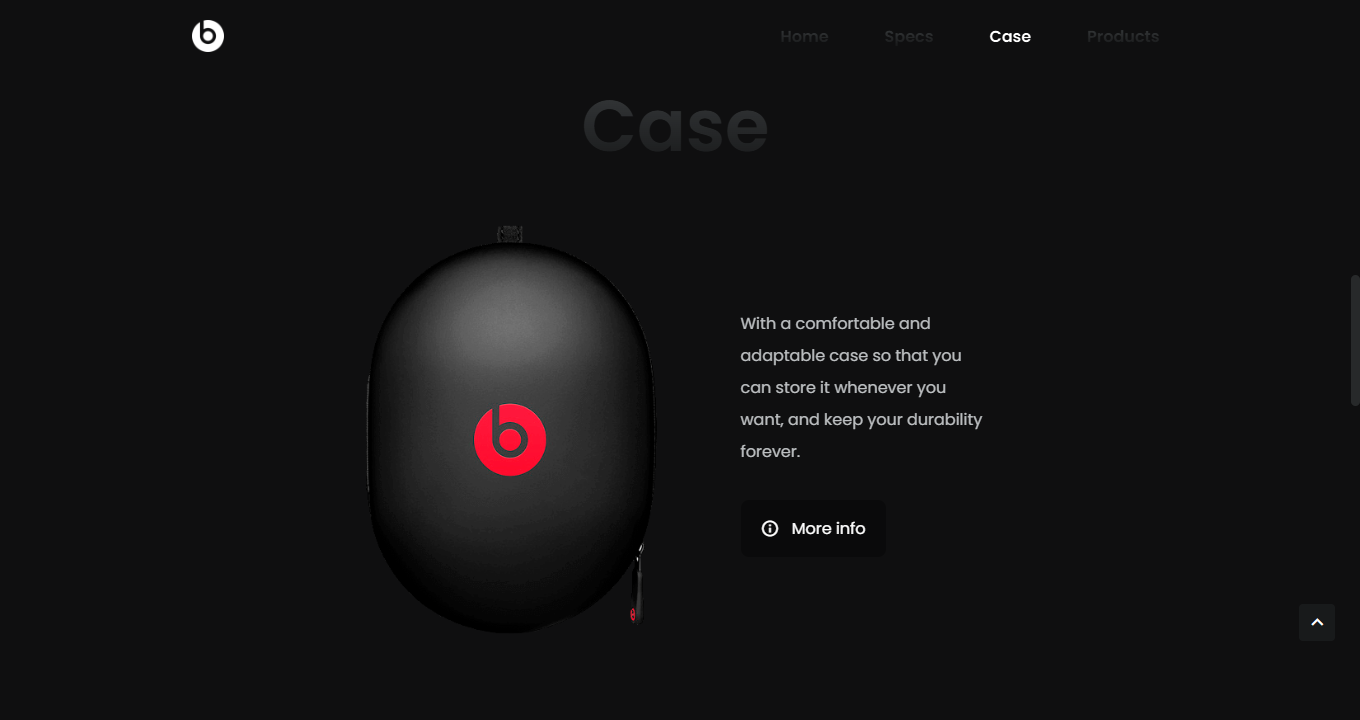 Home Specs Case Products
Case
With a comfortable and
adaptable case so that you
can store it whenever you
want, and keep your durability
forever.
More info